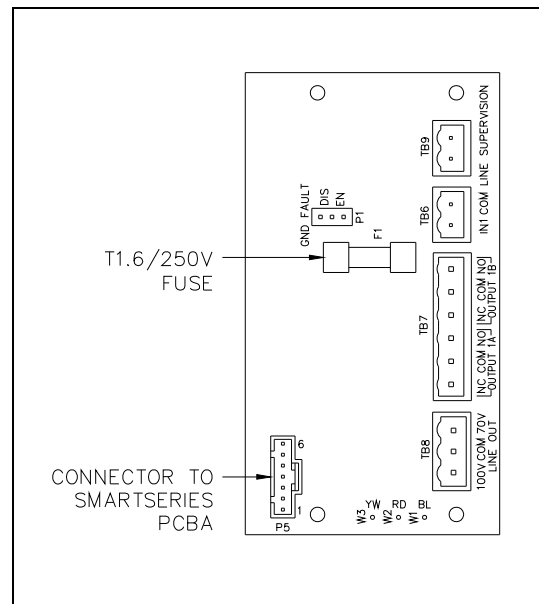 TB9
LINE SUPERVISION
TB6
IN1 COM
GND FAULT
DIS
EN
P1
F1
T1.6/250V
FUSE
TB7
NC COM NO
OUTPUT 1B
NC COM NO
OUTPUT 1A
TB8
100V COM 70V
LINE OUT
CONNECTOR TO
SMARTSERIES
PCBA
6
1
P5
YW
W3
RD
W2
BL
W1